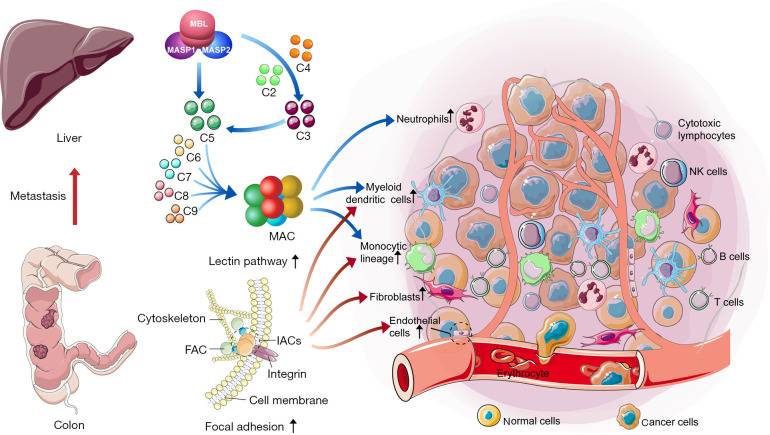 MBL
MASP1 MASP2
C4
C2
C5
C3
C6
C7
C8
C9
MAC
Lectin pathway ↑
Liver
Metastasis
Colon
Cytoskeleton
FAC
IACs
Integrin
Cell membrane
Focal adhesion ↑
Neutrophils↑
Myeloid
dendritic cells↑
Monocytic
lineage↑
Fibroblasts↑
Endothelial
cells ↑
Cytotoxic
lymphocytes
NK cells
B cells
T cells
Erythrocyte
Normal cells
Cancer cells